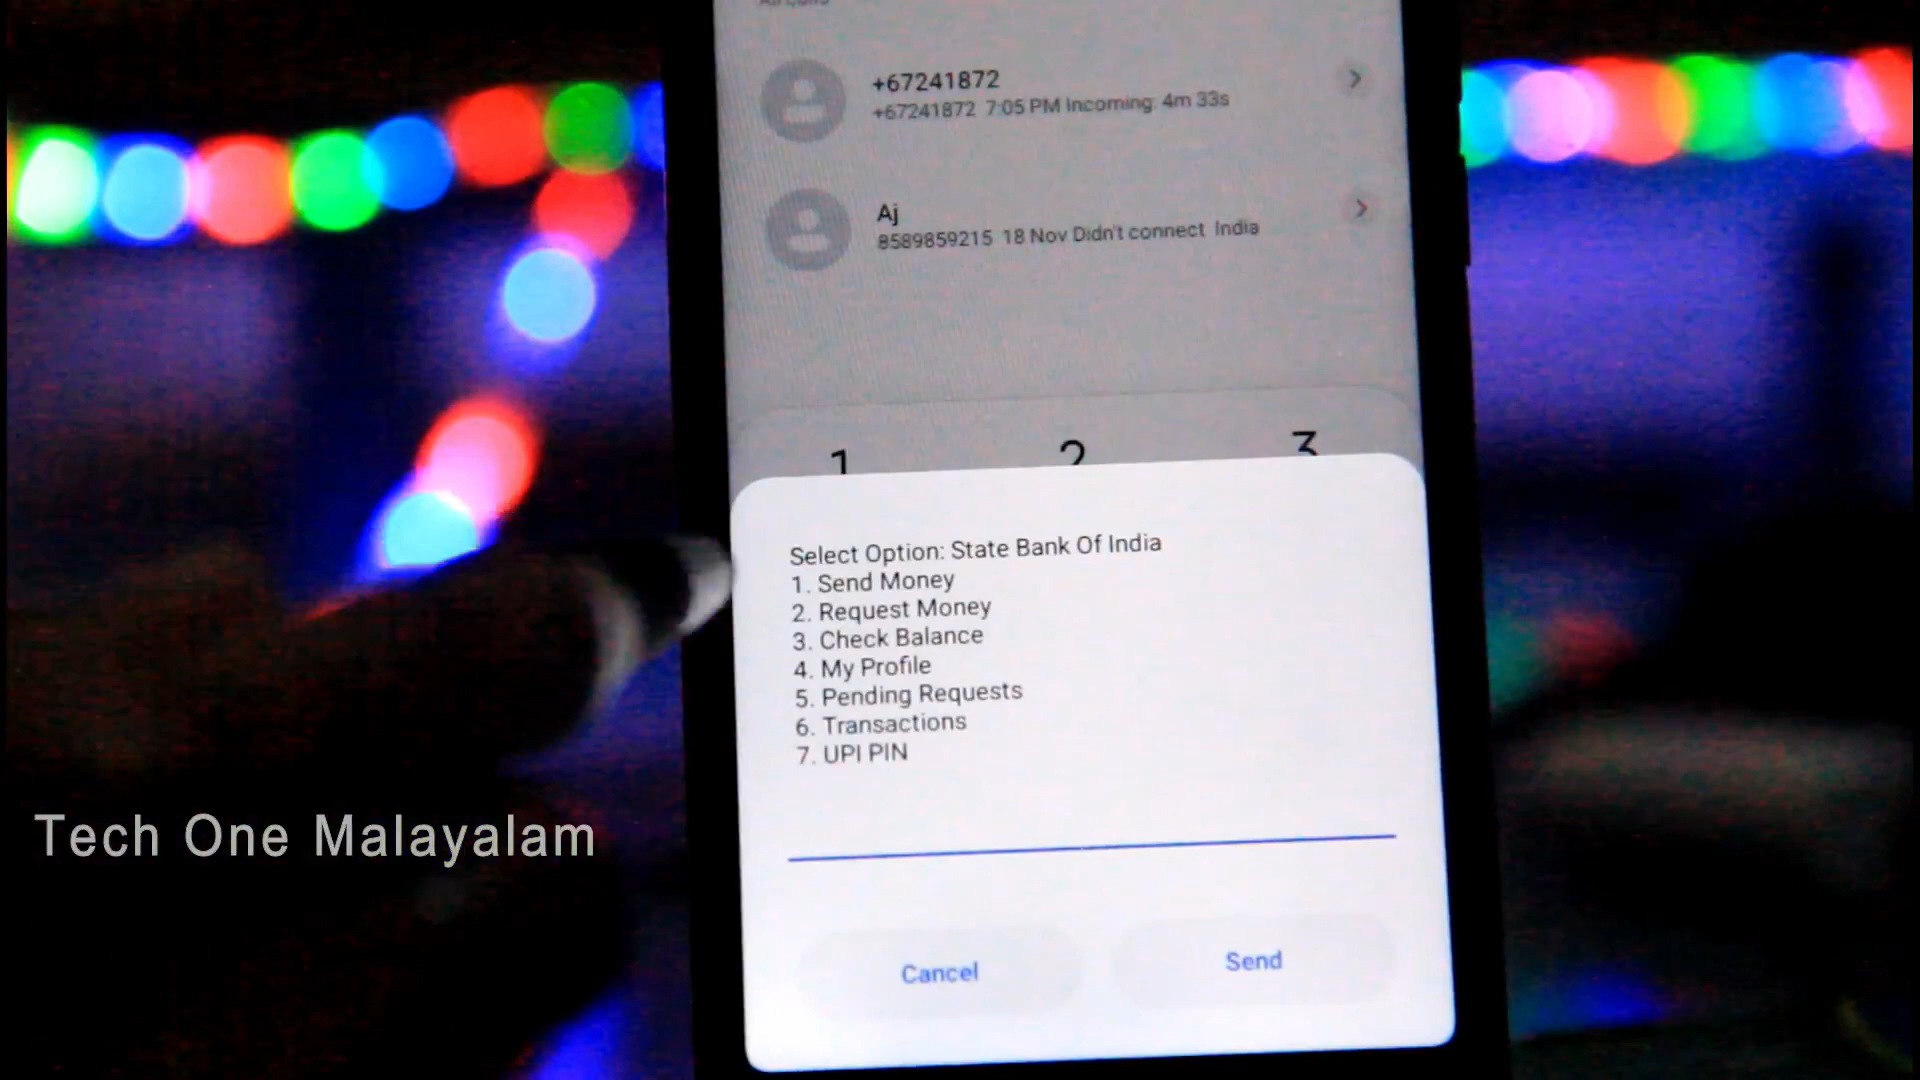 +67241872
+67241872 7:05 PM Incoming: 4m 33s
Aj
8589859215 18 Nov Didn't connect India
1 2 3
Select Option: State Bank Of India
1. Send Money
2. Request Money
3. Check Balance
4. My Profile
5. Pending Requests
6. Transactions
7. UPI PIN
Cancel Send
Tech One Malayalam